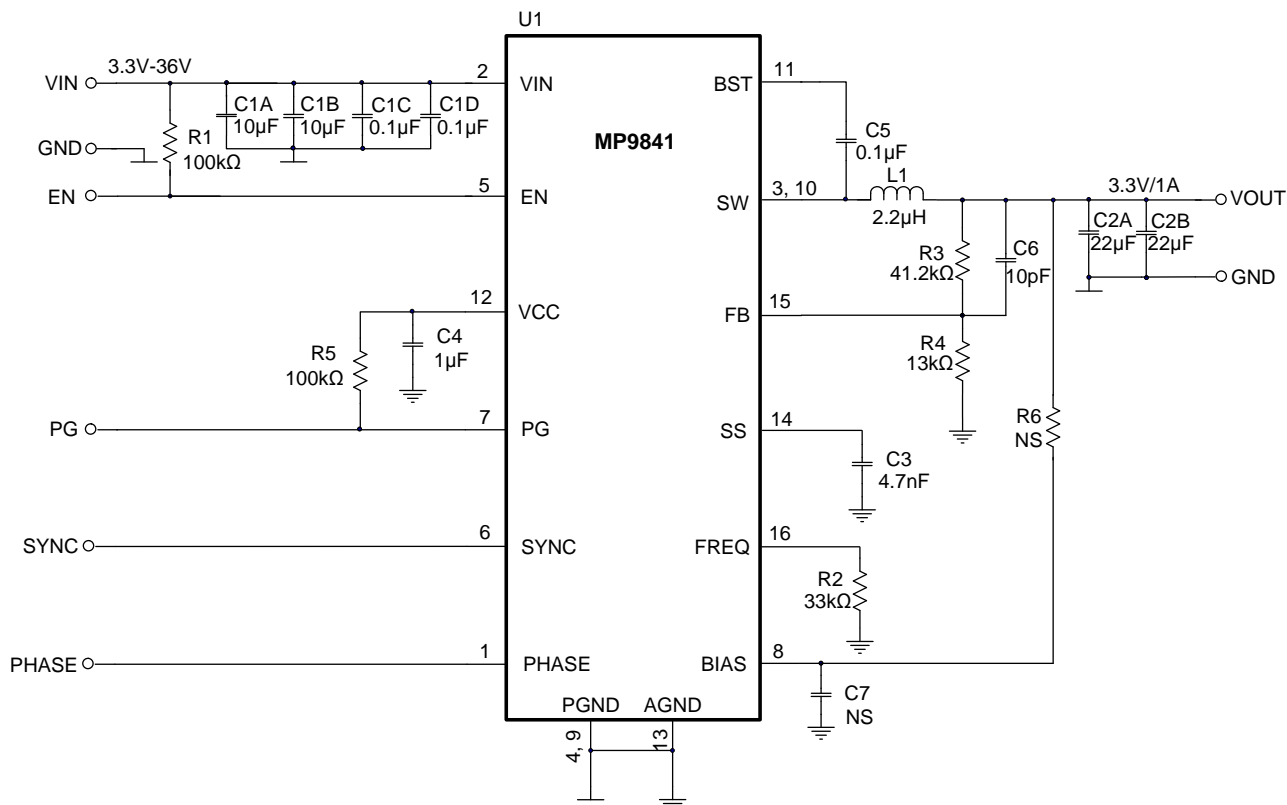 U1
MP9841
VIN
3.3V-36V
GND
EN
R1
100kΩ
C1A
10µF
C1B
10µF
C1C
0.1µF
C1D
0.1µF
2
VIN
5
EN
12
VCC
C4
1µF
R5
100kΩ
PG
7
PG
SYNC
6
SYNC
PHASE
1
PHASE
PGND
AGND
4, 9
13
BST
11
C5
0.1µF
SW
3, 10
L1
2.2µH
3.3V/1A
VOUT
C2A
22µF
C2B
22µF
GND
R3
41.2kΩ
C6
10pF
FB
15
R4
13kΩ
R6
NS
SS
14
C3
4.7nF
FREQ
16
R2
33kΩ
BIAS
8
C7
NS